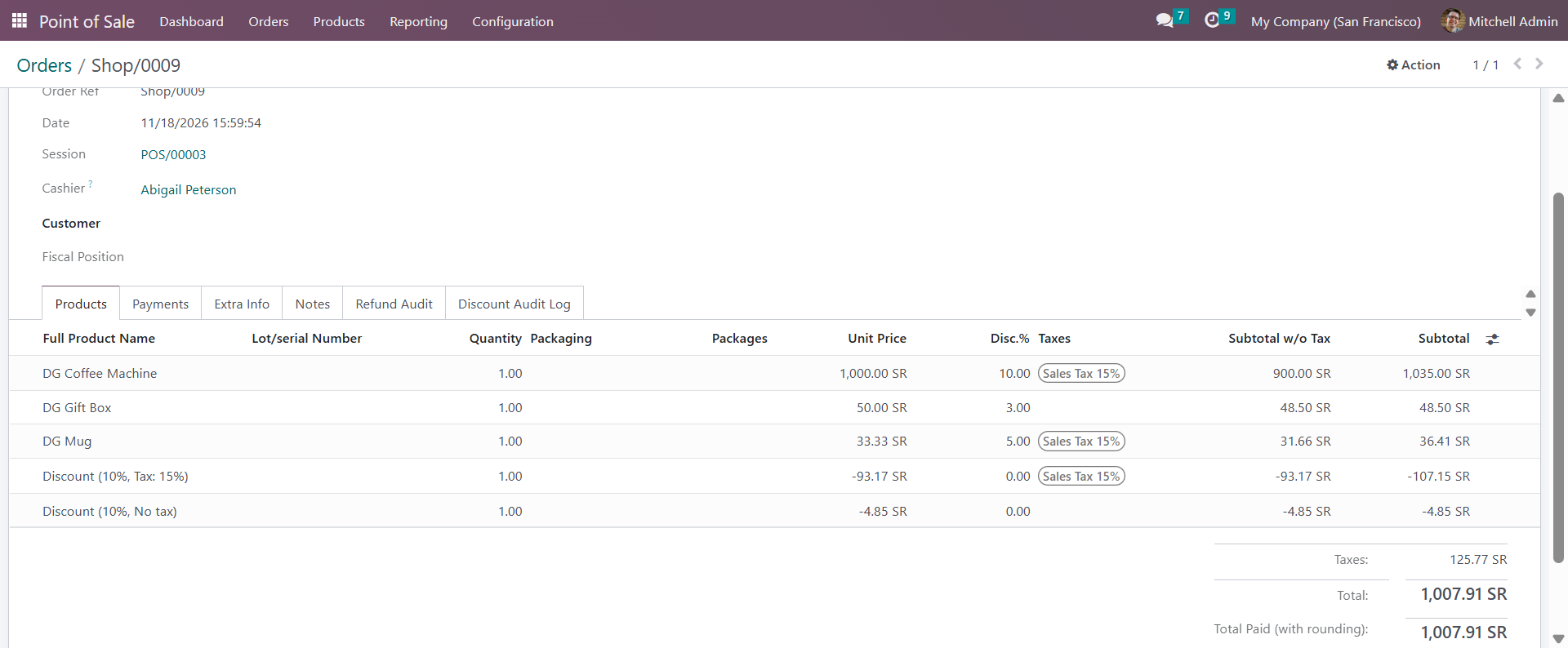 Point of Sale Dashboard Orders Products Reporting Configuration 7 9 My Company (San Francisco) Mitchell Admin
Orders / Shop/0009 Action 1 / 1
Order Ref Shop/0009
Date 11/18/2026 15:59:54
Session POS/00003
Cashier ? Abigail Peterson
Customer
Fiscal Position
Products Payments Extra Info Notes Refund Audit Discount Audit Log
Full Product Name Lot/serial Number Quantity Packaging Packages Unit Price Disc.% Taxes Subtotal w/o Tax Subtotal
DG Coffee Machine 1.00 1,000.00 SR 10.00 Sales Tax 15% 900.00 SR 1,035.00 SR
DG Gift Box 1.00 50.00 SR 3.00 48.50 SR 48.50 SR
DG Mug 1.00 33.33 SR 5.00 Sales Tax 15% 31.66 SR 36.41 SR
Discount (10%, Tax: 15%) 1.00 -93.17 SR 0.00 Sales Tax 15% -93.17 SR -107.15 SR
Discount (10%, No tax) 1.00 -4.85 SR 0.00 -4.85 SR -4.85 SR
Taxes: 125.77 SR
Total: 1,007.91 SR
Total Paid (with rounding): 1,007.91 SR